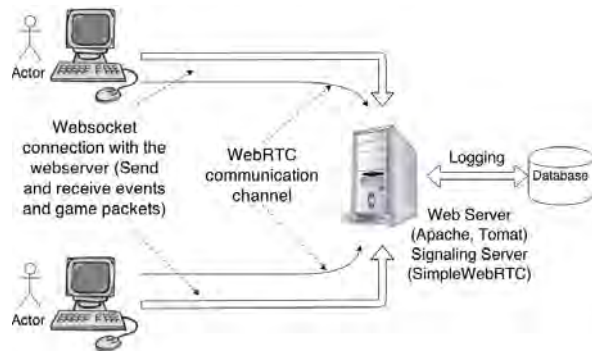 Actor
Websocket
connection with the
webserver (Send
and receive events
and game packets)
WebRTC
communication
channel
Logging
Database
Web Server
(Apache, Tomat)
Signaling Server
(SimpleWebRTC)
Actor